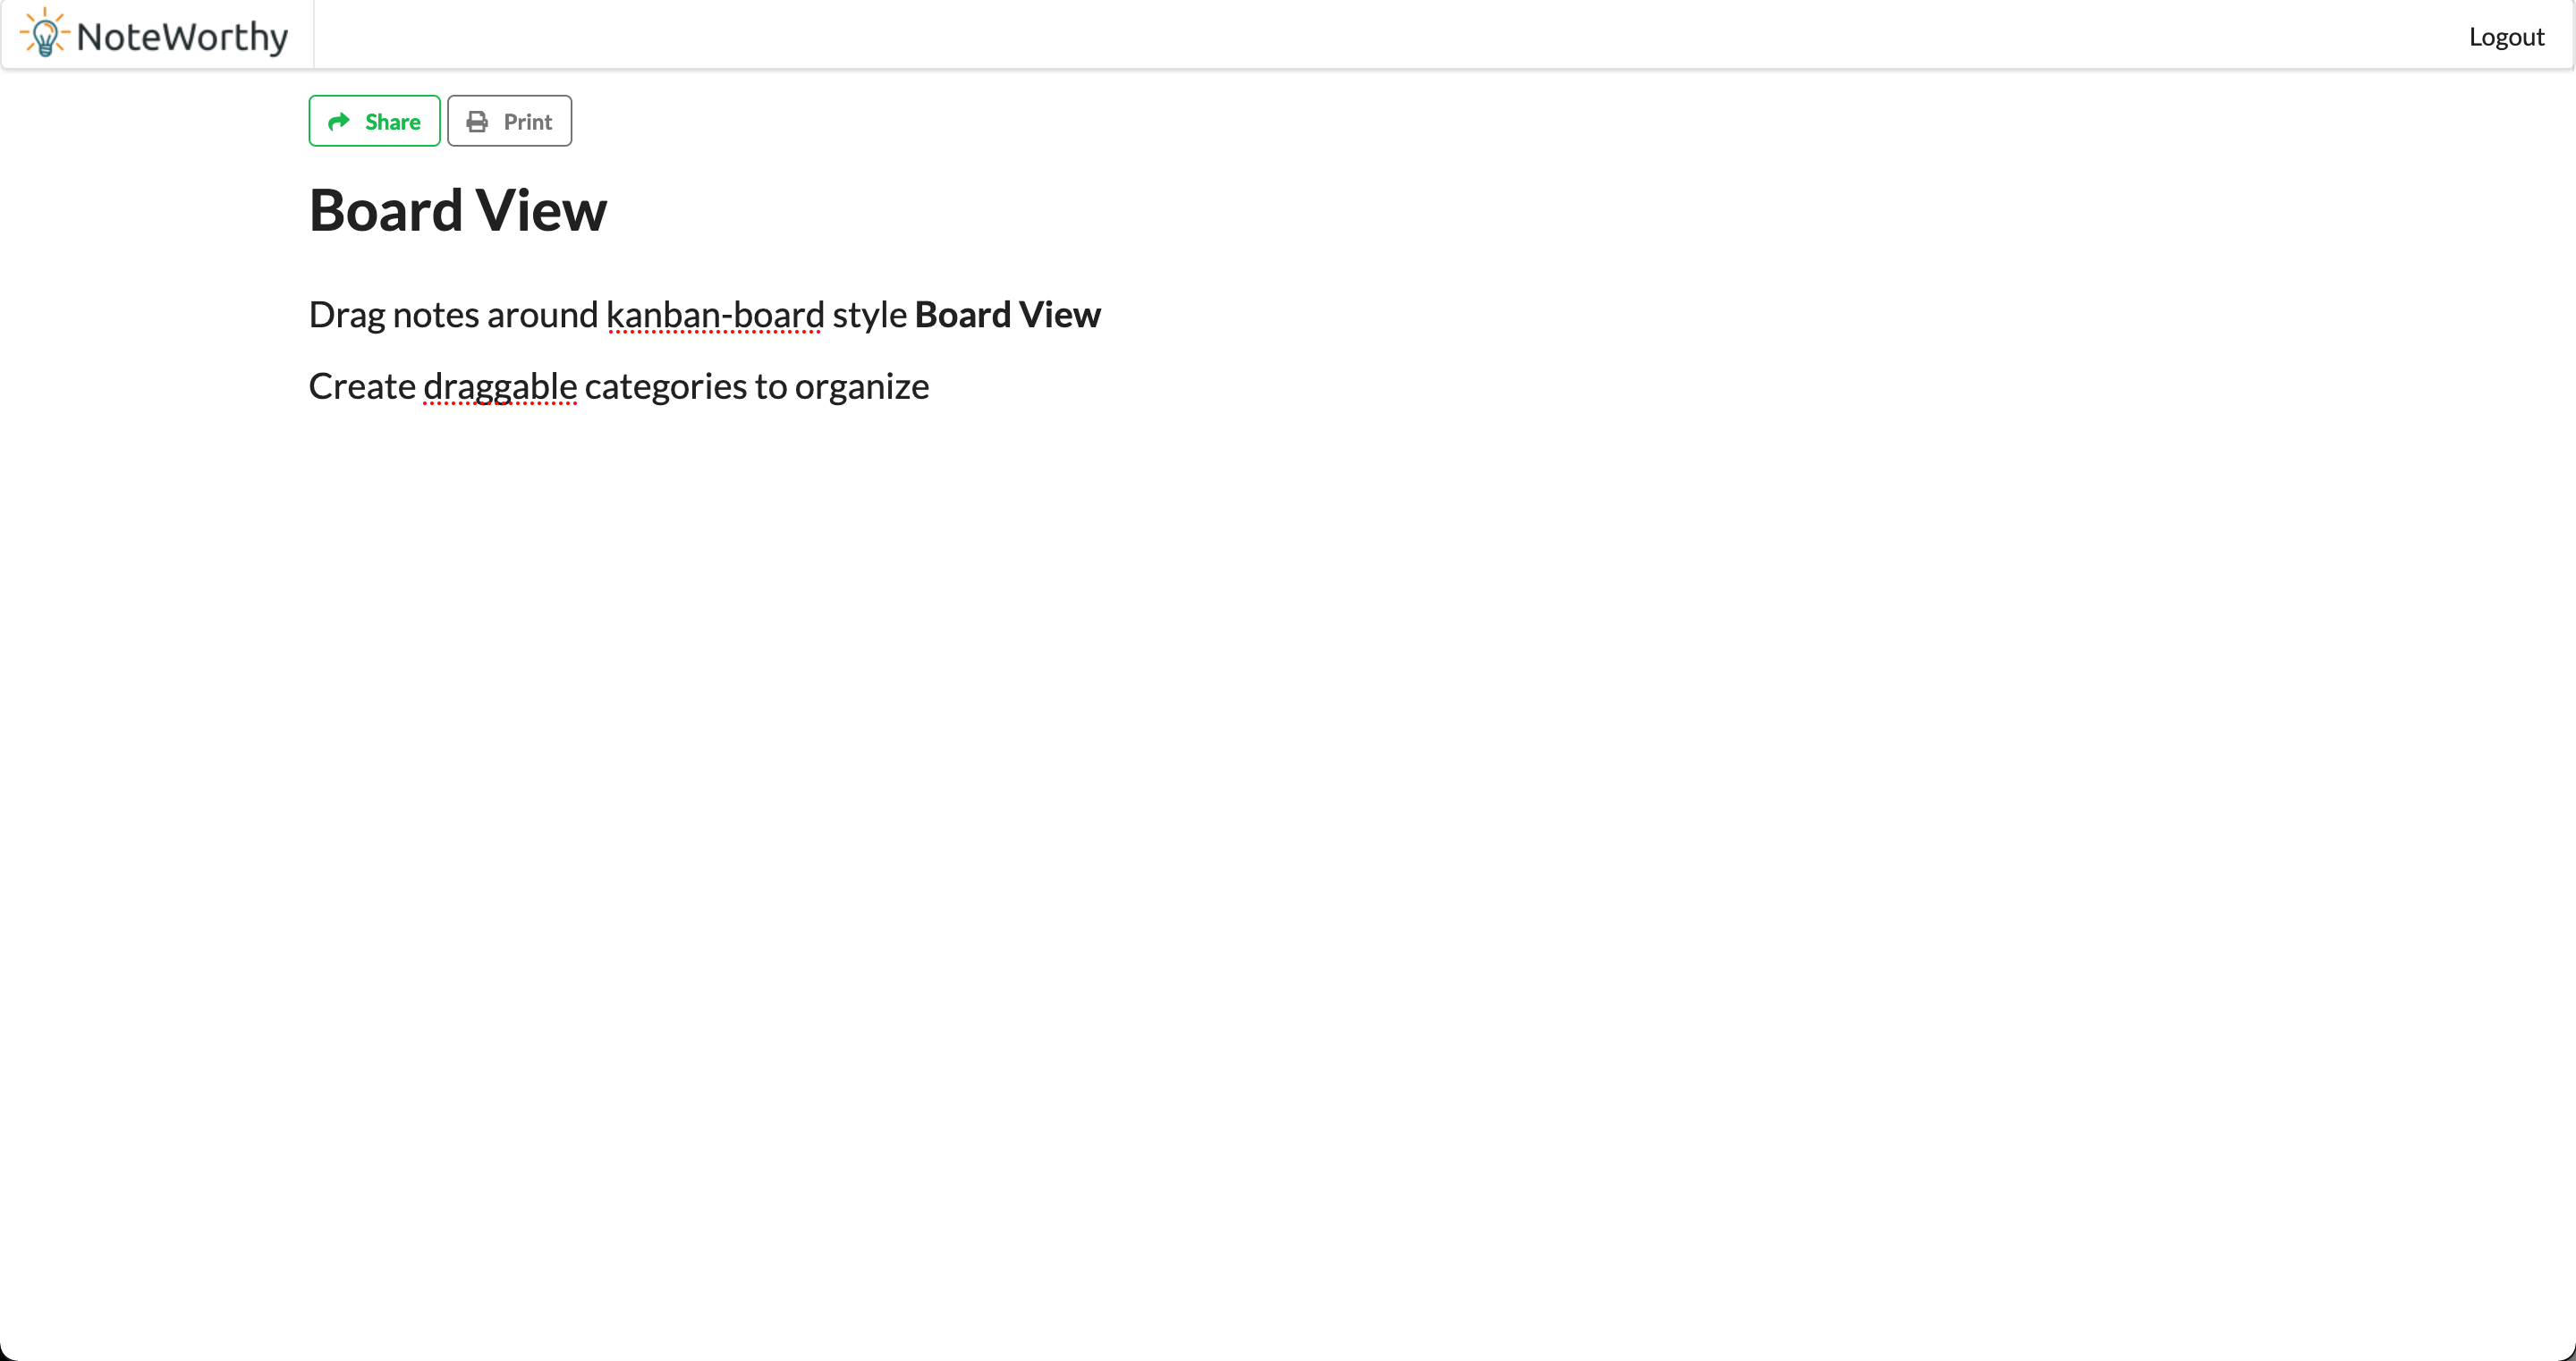 NoteWorthy
Logout
Share
Print
Board View
Drag notes around kanban-board style Board View
Create draggable categories to organize